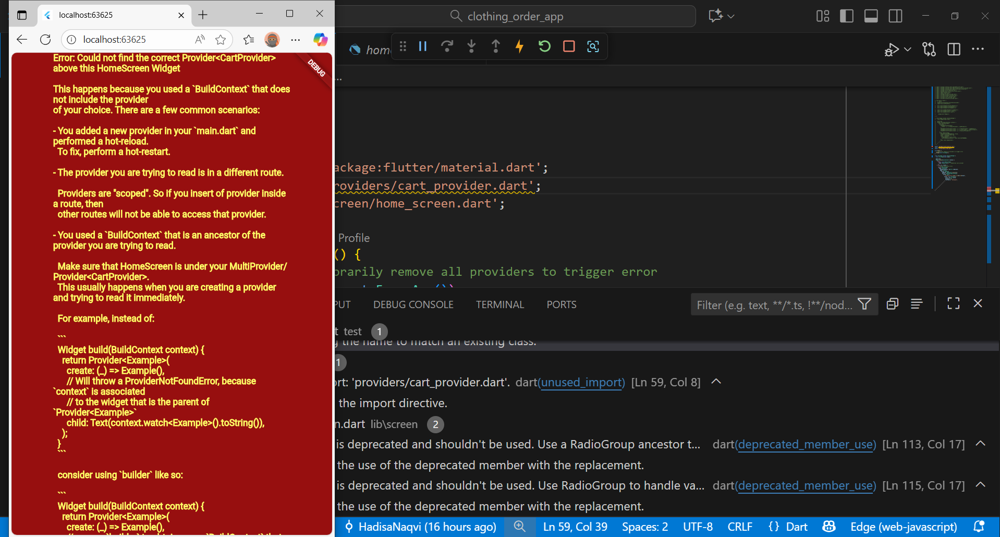 localhost:63625
localhost:63625
Error: Could not find the correct Provider<CartProvider>
above this HomeScreen Widget
This happens because you used a `BuildContext` that does
not include the provider
of your choice. There are a few common scenarios:
- You added a new provider in your `main.dart` and
performed a hot-reload.
To fix, perform a hot-restart.
- The provider you are trying to read is in a different route.
Providers are "scoped". So if you insert of provider inside
a route, then
other routes will not be able to access that provider.
- You used a `BuildContext` that is an ancestor of the
provider you are trying to read.
Make sure that HomeScreen is under your MultiProvider/
Provider<CartProvider>.
This usually happens when you are creating a provider
and trying to read it immediately.
For example, instead of:
```
Widget build(BuildContext context) {
return Provider<Example>(
create: (_) => Example(),
// Will throw a ProviderNotFoundError, because
`context` is associated
// to the widget that is the parent of
`Provider<Example>`
child: Text(context.watch<Example>().toString()),
);
}
```
consider using `builder` like so:
```
Widget build(BuildContext context) {
return Provider<Example>(
create: (_) => Example(),
DEBUG
clothing_order_app
hom
...
ackage:flutter/material.dart';
roviders/cart_provider.dart';
creen/home_screen.dart';
Profile
() {
orarily remove all providers to trigger error
PUT DEBUG CONSOLE TERMINAL PORTS
Filter (e.g. text, **/*.ts, !**/nod...
t test 1
g the name to match an existing class.
1
ort: 'providers/cart_provider.dart'. dart(unused_import) [Ln 59, Col 8]
the import directive.
n.dart lib\screen 2
is deprecated and shouldn't be used. Use a RadioGroup ancestor t... dart(deprecated_member_use) [Ln 113, Col 17]
the use of the deprecated member with the replacement.
is deprecated and shouldn't be used. Use RadioGroup to handle va... dart(deprecated_member_use) [Ln 115, Col 17]
the use of the deprecated member with the replacement.
HadisaNaqvi (16 hours ago) Ln 59, Col 39 Spaces: 2 UTF-8 CRLF {} Dart Edge (web-javascript)